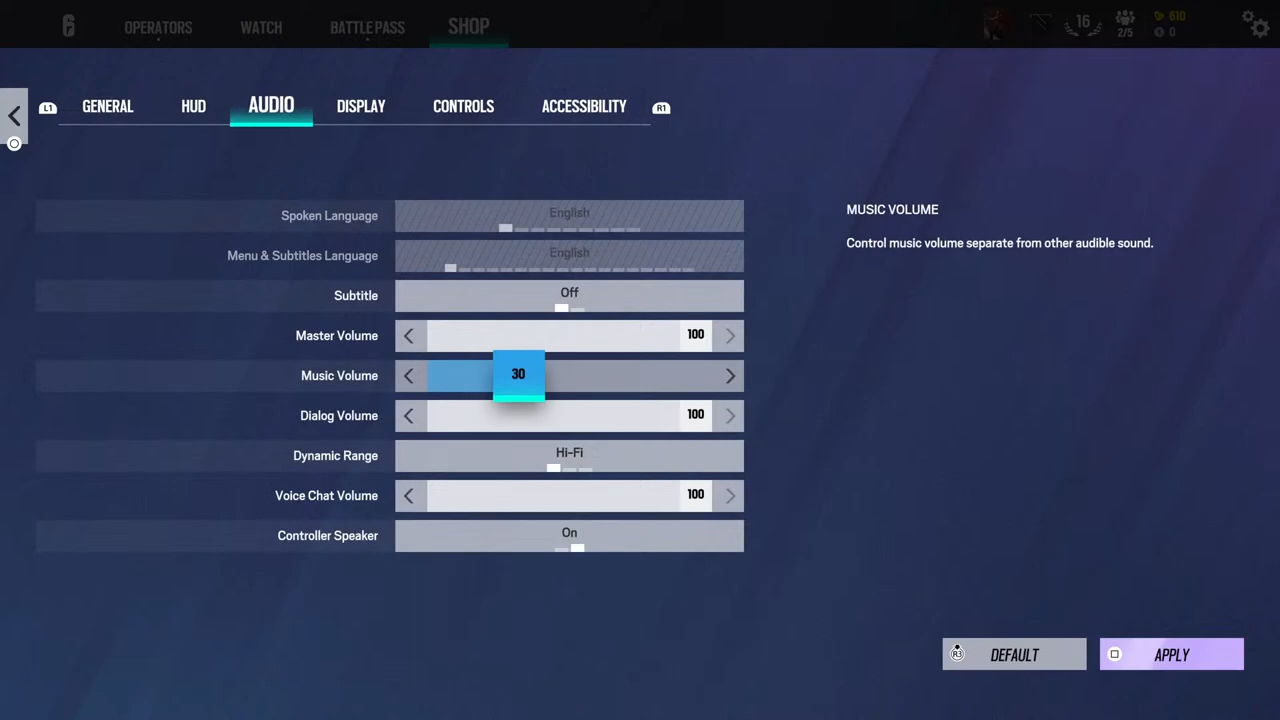 6 OPERATORS WATCH BATTLE PASS SHOP 16 2/5 610 0
L1 GENERAL HUD AUDIO DISPLAY CONTROLS ACCESSIBILITY R1
Spoken Language English
Menu & Subtitles Language English
Subtitle Off
Master Volume 100
Music Volume 30
Dialog Volume 100
Dynamic Range Hi-Fi
Voice Chat Volume 100
Controller Speaker On
MUSIC VOLUME
Control music volume separate from other audible sound.
R3 DEFAULT APPLY